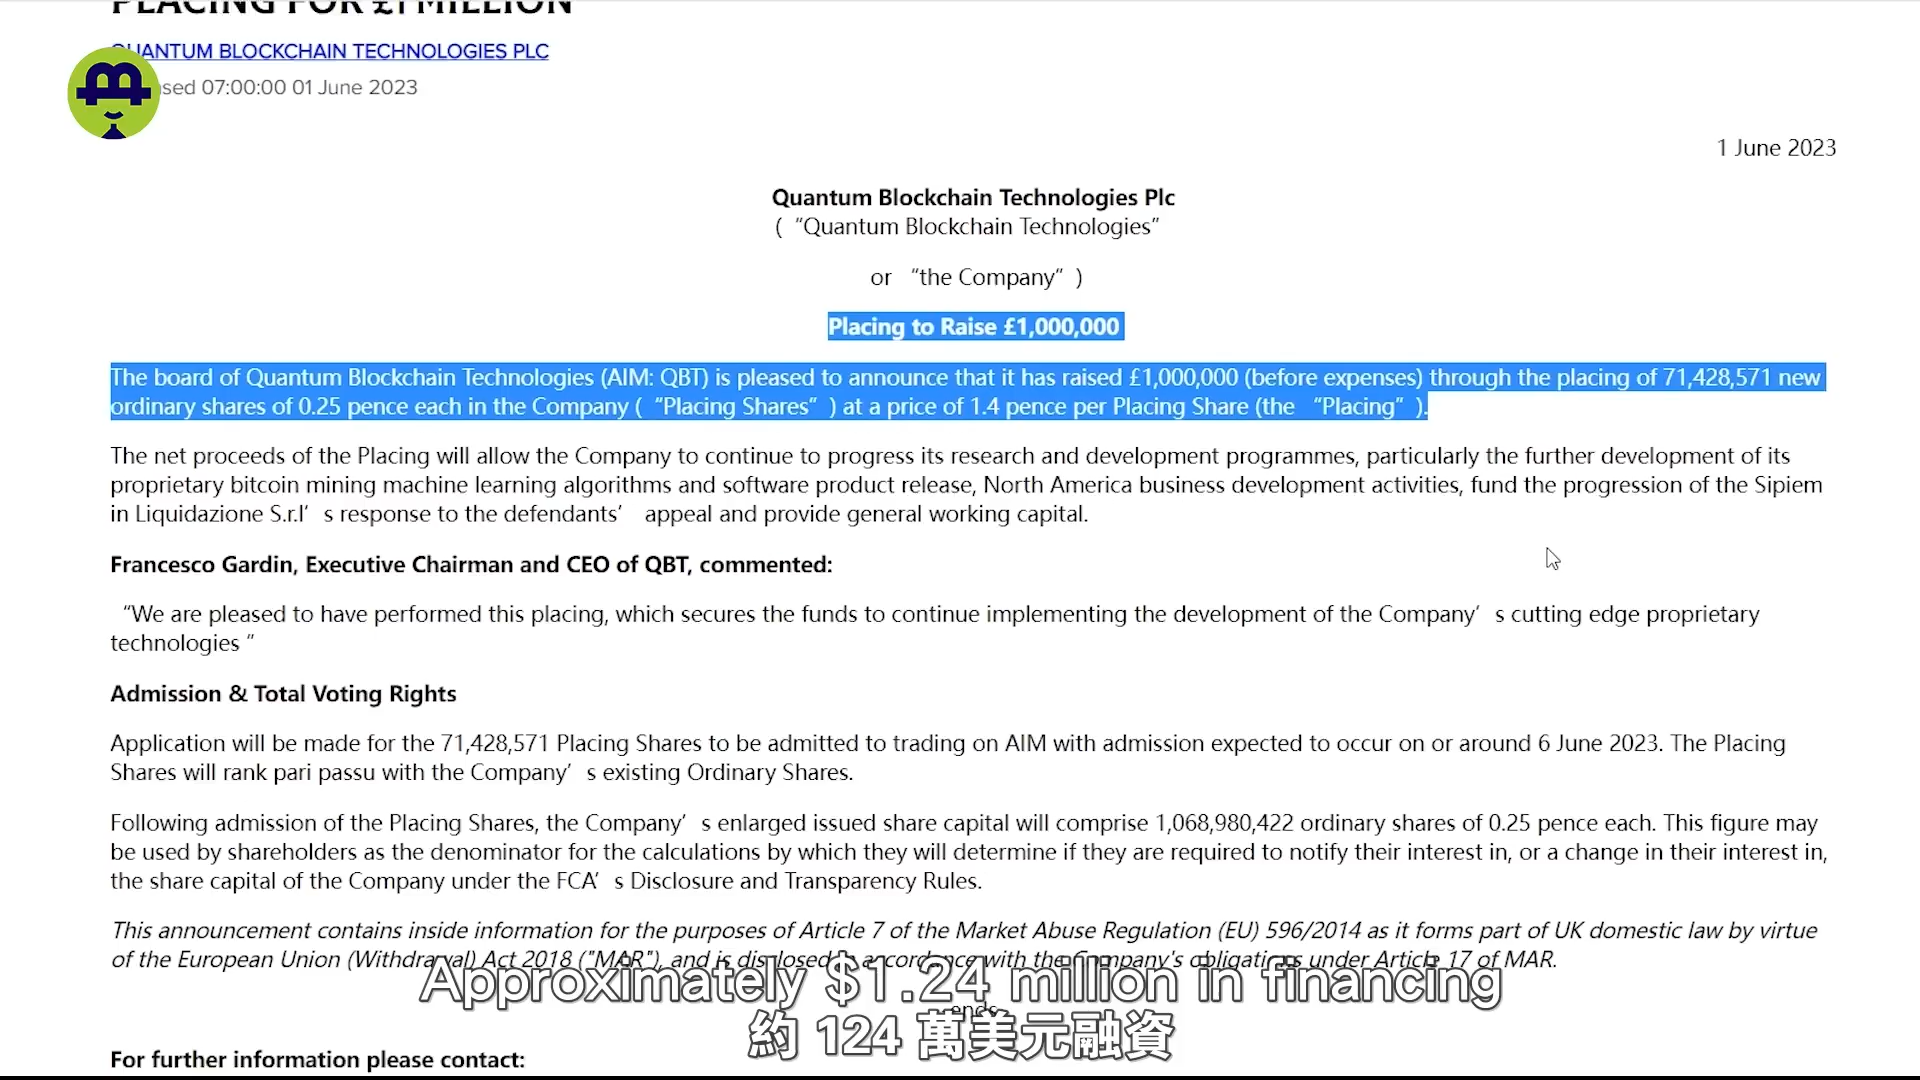 PLACING FOR £1 MILLION
QUANTUM BLOCKCHAIN TECHNOLOGIES PLC
sed 07:00:00 01 June 2023
1 June 2023
Quantum Blockchain Technologies Plc
( “Quantum Blockchain Technologies”
or “the Company” )
Placing to Raise £1,000,000
The board of Quantum Blockchain Technologies (AIM: QBT) is pleased to announce that it has raised £1,000,000 (before expenses) through the placing of 71,428,571 new
ordinary shares of 0.25 pence each in the Company ( “Placing Shares” ) at a price of 1.4 pence per Placing Share (the “Placing” ).
The net proceeds of the Placing will allow the Company to continue to progress its research and development programmes, particularly the further development of its
proprietary bitcoin mining machine learning algorithms and software product release, North America business development activities, fund the progression of the Sipiem
in Liquidazione S.r.l’ s response to the defendants’ appeal and provide general working capital.
Francesco Gardin, Executive Chairman and CEO of QBT, commented:
“We are pleased to have performed this placing, which secures the funds to continue implementing the development of the Company’ s cutting edge proprietary
technologies ”
Admission & Total Voting Rights
Application will be made for the 71,428,571 Placing Shares to be admitted to trading on AIM with admission expected to occur on or around 6 June 2023. The Placing
Shares will rank pari passu with the Company’ s existing Ordinary Shares.
Following admission of the Placing Shares, the Company’ s enlarged issued share capital will comprise 1,068,980,422 ordinary shares of 0.25 pence each. This figure may
be used by shareholders as the denominator for the calculations by which they will determine if they are required to notify their interest in, or a change in their interest in,
the share capital of the Company under the FCA’ s Disclosure and Transparency Rules.
This announcement contains inside information for the purposes of Article 7 of the Market Abuse Regulation (EU) 596/2014 as it forms part of UK domestic law by virtue
of the European Union (Withdrawal) Act 2018 ("MAR"), and is disclosed in accordance with the Company's obligations under Article 17 of MAR.
Approximately $1.24 million in financing
ends
約 124 萬美元融資
For further information please contact: